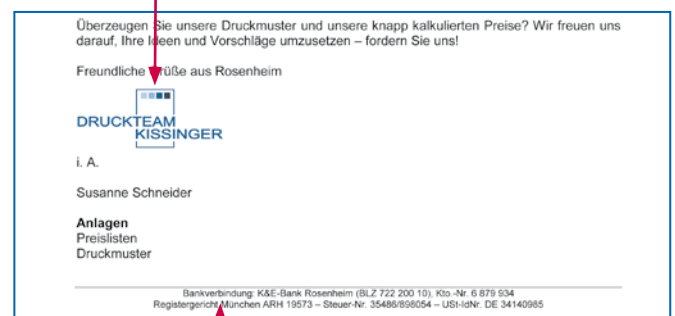 Überzeugen Sie unsere Druckmuster und unsere knapp kalkulierten Preise? Wir freuen uns
darauf, Ihre Ideen und Vorschläge umzusetzen – fordern Sie uns!
Freundliche Grüße aus Rosenheim
DRUCKTEAM
KISSINGER
i. A.
Susanne Schneider
Anlagen
Preislisten
Druckmuster
Bankverbindung: K&E-Bank Rosenheim (BLZ 722 200 10), Kto.-Nr. 6 879 934
Registergericht München ARH 19573 – Steuer-Nr. 35486/898054 – USt-IdNr. DE 34140985